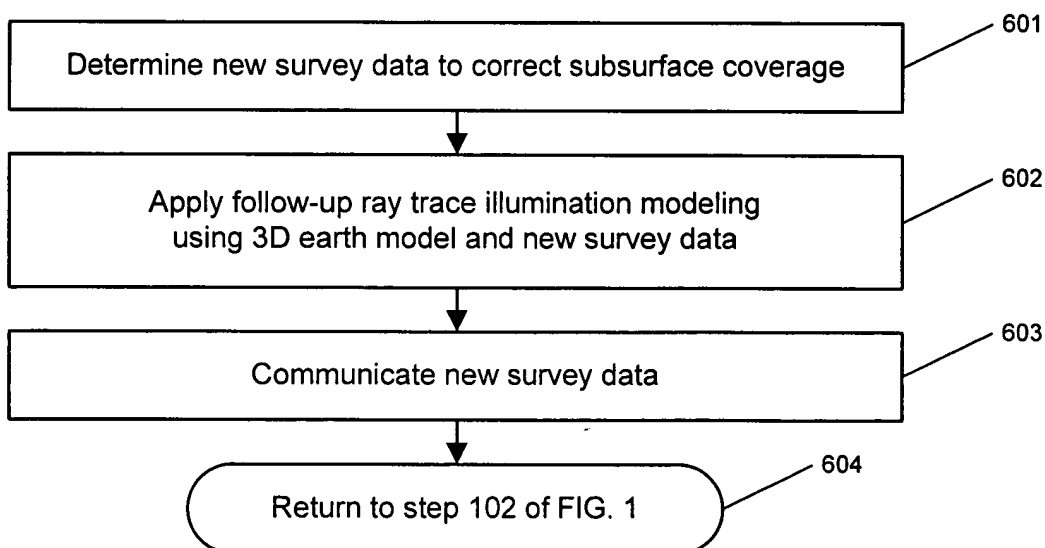 601
Determine new survey data to correct subsurface coverage
602
Apply follow-up ray trace illumination modeling
using 3D earth model and new survey data
603
Communicate new survey data
604
Return to step 102 of FIG. 1